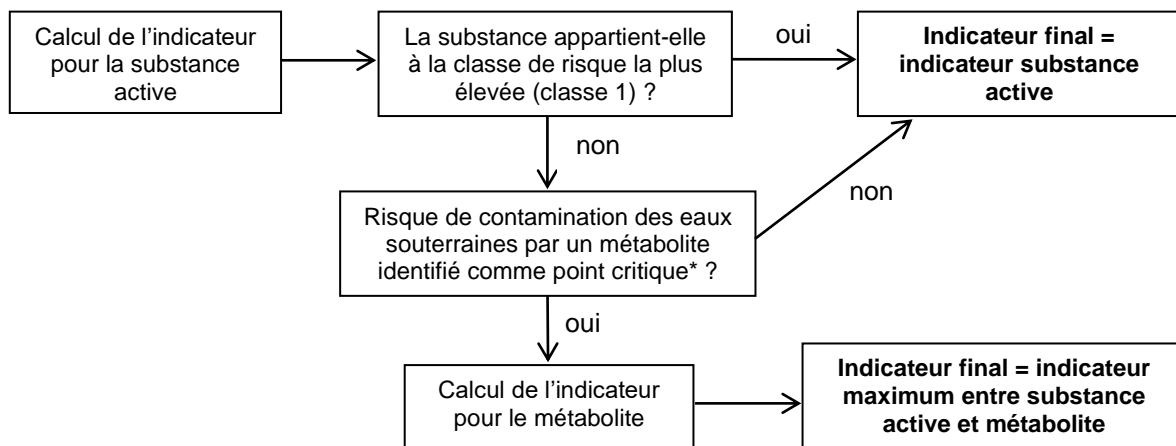 Calcul de l'indicateur
pour la substance
active
La substance appartient-elle
à la classe de risque la plus
élevée (classe 1) ?
oui
Indicateur final =
indicateur substance
active
non
non
Risque de contamination des eaux
souterraines par un métabolite
identifié comme point critique* ?
oui
Calcul de l'indicateur
pour le métabolite
Indicateur final = indicateur
maximum entre substance
active et métabolite